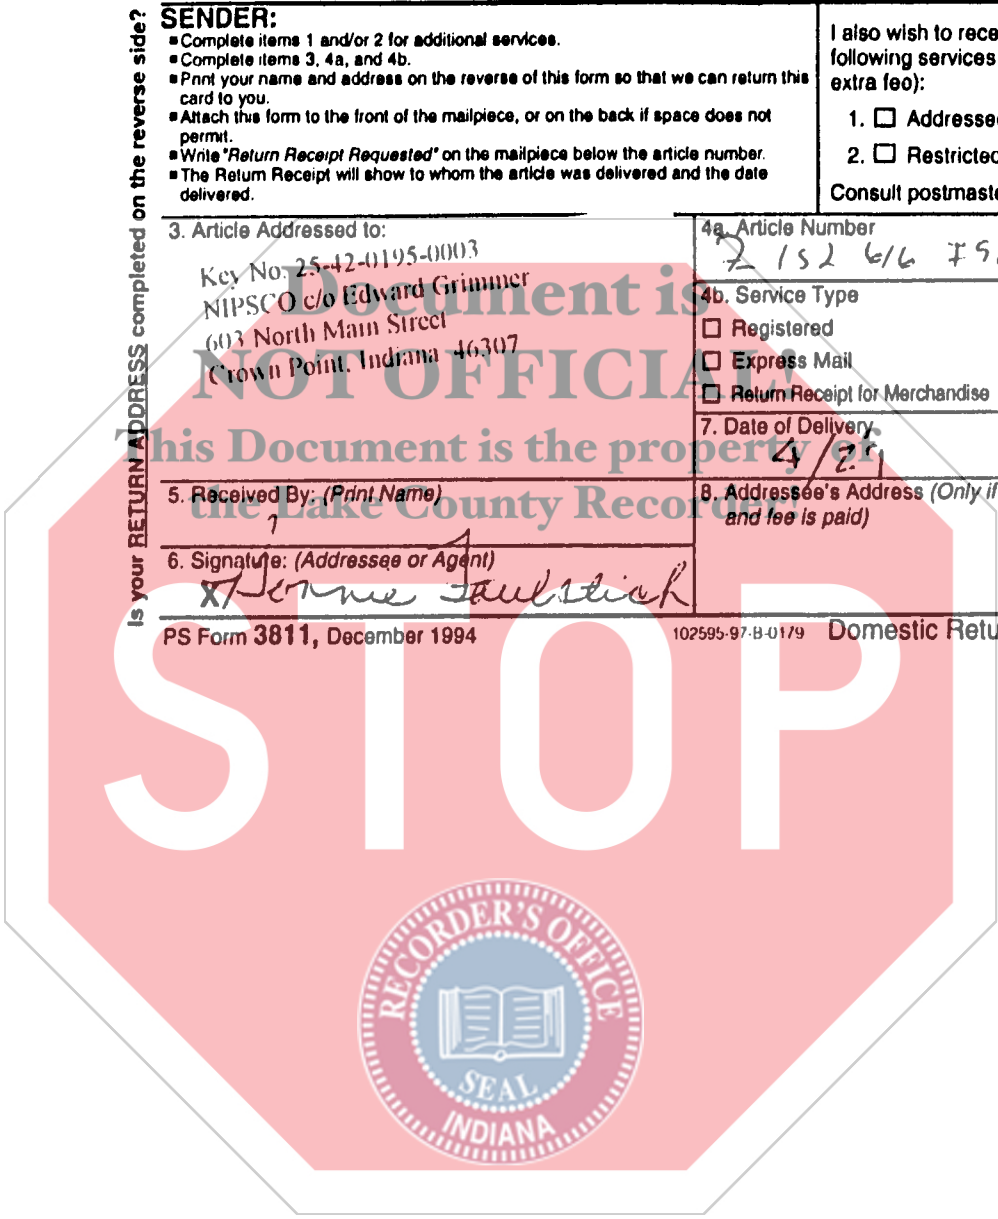 Is your RETURN ADDRESS completed on the reverse side?
SENDER:
▪Complete items 1 and/or 2 for additional services.
▪Complete items 3, 4a, and 4b.
▪Print your name and address on the reverse of this form so that we can return this
card to you.
▪Attach this form to the front of the mailpiece, or on the back if space does not
permit.
▪Write "Return Receipt Requested" on the mailpiece below the article number.
▪The Return Receipt will show to whom the article was delivered and the date
delivered.
I also wish to rece
following services
extra fee):
1. ☐ Addressee
2. ☐ Restricted
Consult postmaste
3. Article Addressed to:
Key No. 25-42-0195-0003
NIPSCO c/o Edward Grimmer
603 North Main Street
Crown Point, Indiana 46307
4a. Article Number
Z 152 616
4b. Service Type
☐ Registered
☐ Express Mail
☐ Return Receipt for Merchandise
7. Date of Delivery
4/29
5. Received By: (Print Name)
8. Addressee's Address (Only if
and fee is paid)
6. Signature: (Addressee or Agent)
X
PS Form 3811, December 1994
102595-97-B-0179
Domestic Retu
Document is
NOT OFFICIAL!
This Document is the property of
the Lake County Recorder!
STOP
RECORDER'S OFFICE
SEAL
INDIANA